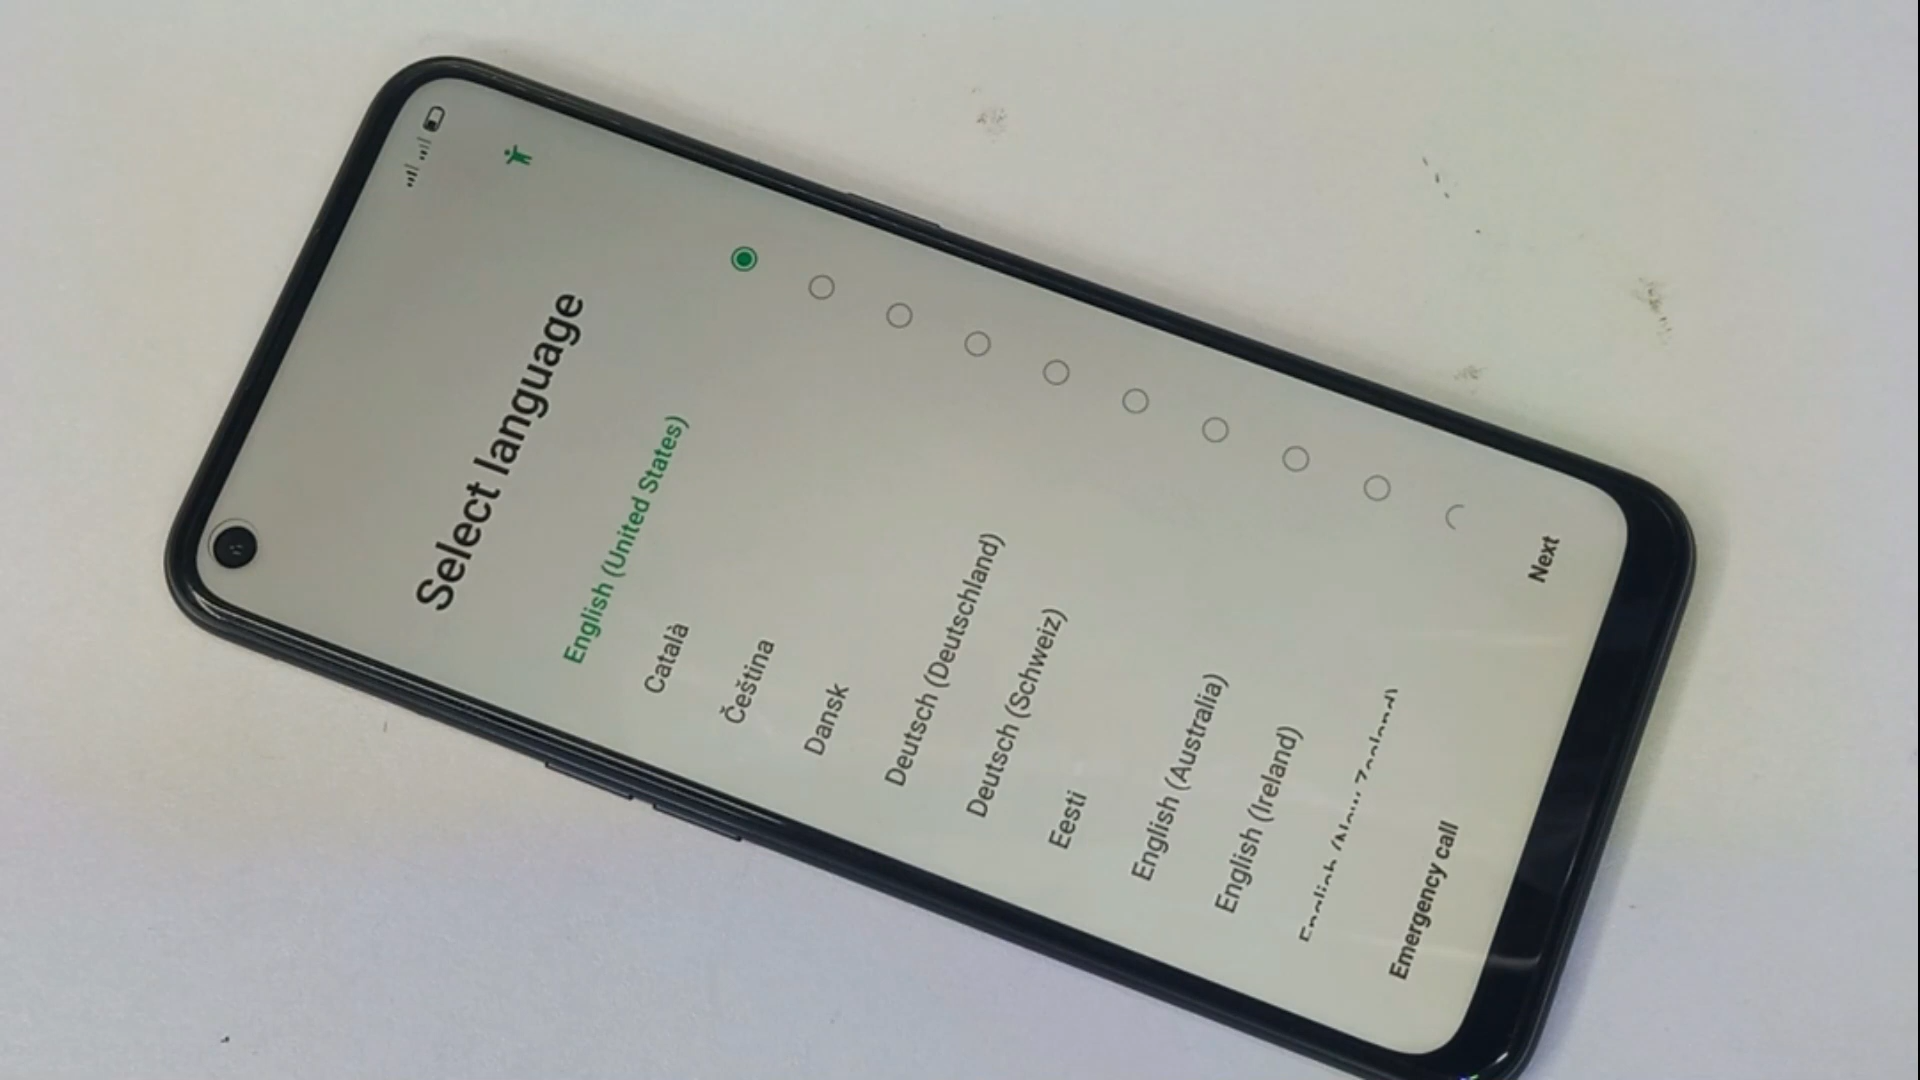 Select language
English (United States)
Català
Čeština
Dansk
Deutsch (Deutschland)
Deutsch (Schweiz)
Eesti
English (Australia)
English (Ireland)
English (New Zealand)
Emergency call
Next